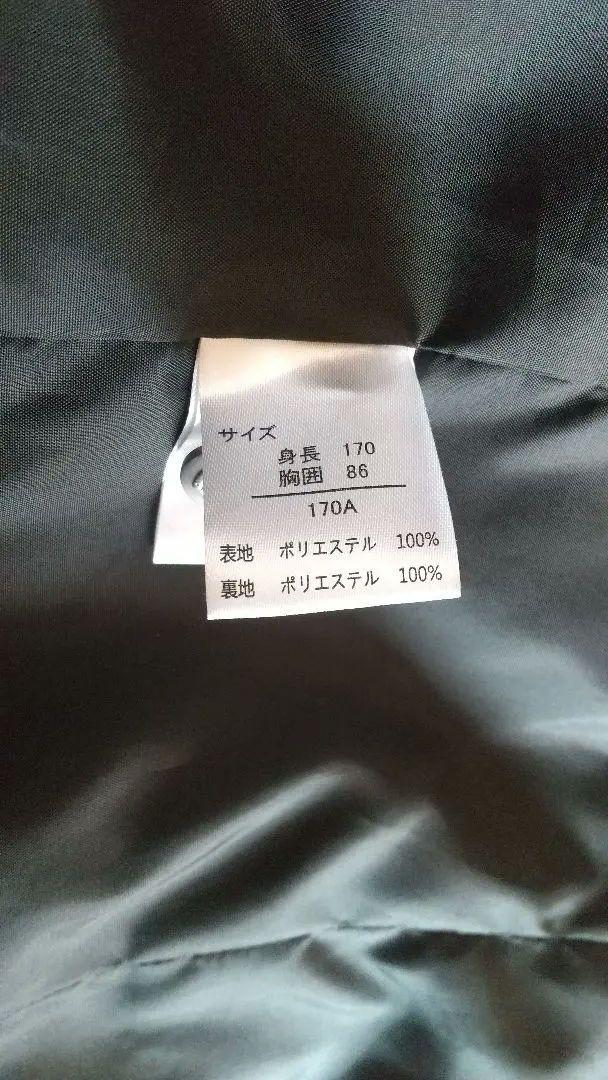 サイズ
身長 170
胸囲 86
170A
表地 ポリエステル 100%
裏地 ポリエステル 100%